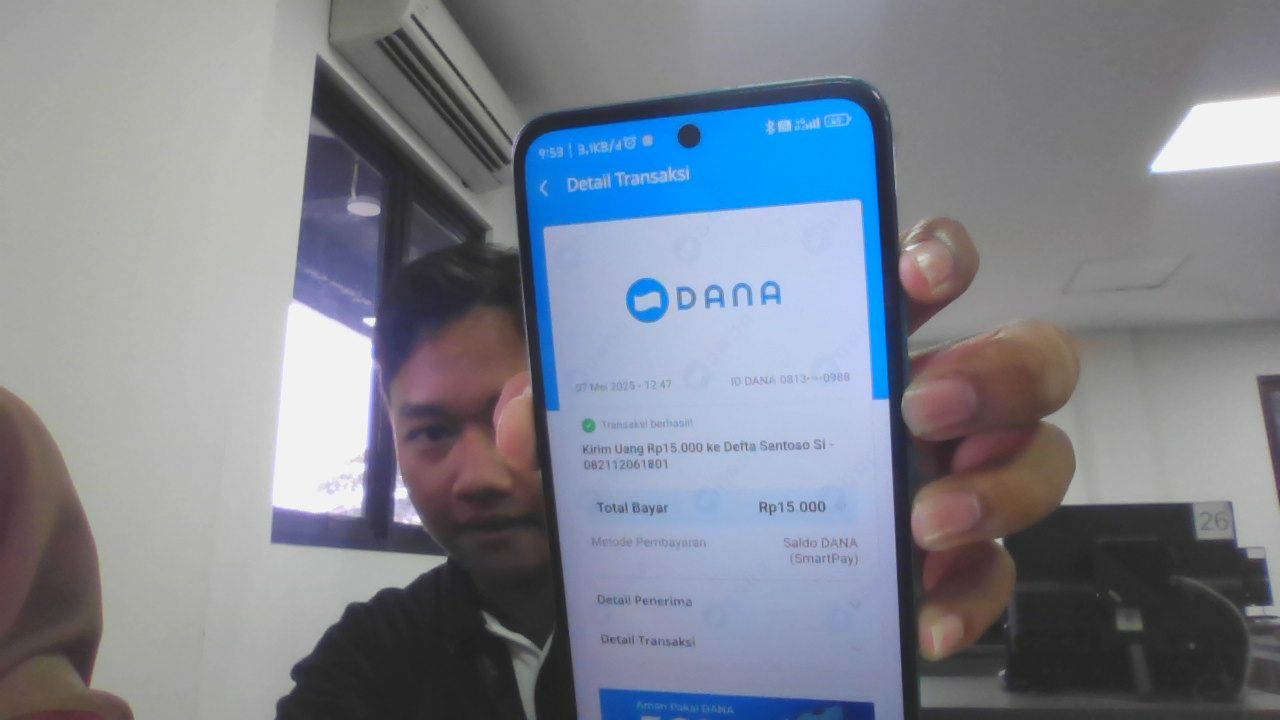 9:53 | 3,1KB/d
Detail Transaksi
DANA
07 Mei 2025 • 12:47
ID DANA 0813••••0988
Transaksi berhasil!
Kirim Uang Rp15.000 ke Defta Santoso Si -
082112061801
Total Bayar
Rp15.000
Metode Pembayaran
Saldo DANA
(SmartPay)
Detail Penerima
Detail Transaksi
Aman Pakai DANA
26